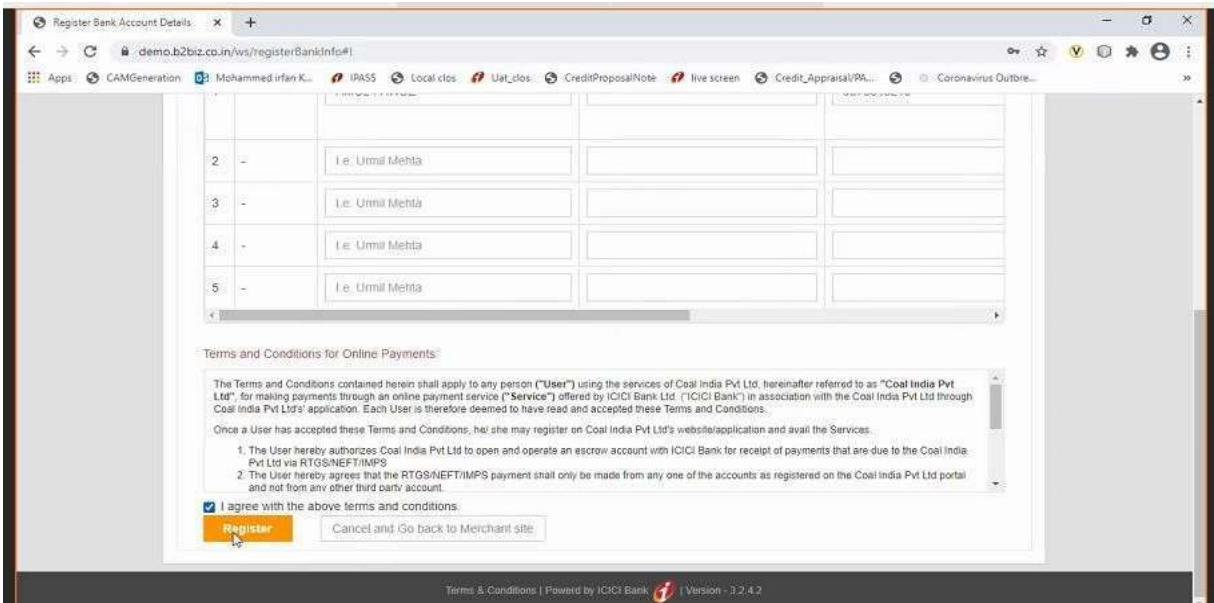 Register Bank Account Details
demo.b2biz.co.in/ws/registerBankInfo#!
Apps CAMGeneration Mohammed irfan K... IPASS Local clos Uat_clos CreditProposalNote live screen Credit_Appraisal/PA... Coronavirus Outbre...
2 - I.e. Urmil Mehta
3 - I.e. Urmil Mehta
4 - I.e. Urmil Mehta
5 - I.e. Urmil Mehta
Terms and Conditions for Online Payments:
The Terms and Conditions contained herein shall apply to any person ("User") using the services of Coal India Pvt Ltd, hereinafter referred to as "Coal India Pvt
Ltd", for making payments through an online payment service ("Service") offered by ICICI Bank Ltd. ("ICICI Bank") in association with the Coal India Pvt Ltd through
Coal India Pvt Ltd's' application. Each User is therefore deemed to have read and accepted these Terms and Conditions.
Once a User has accepted these Terms and Conditions, he/ she may register on Coal India Pvt Ltd's website/application and avail the Services.
1. The User hereby authorizes Coal India Pvt Ltd to open and operate an escrow account with ICICI Bank for receipt of payments that are due to the Coal India
Pvt Ltd via RTGS/NEFT/IMPS
2. The User hereby agrees that the RTGS/NEFT/IMPS payment shall only be made from any one of the accounts as registered on the Coal India Pvt Ltd portal
and not from any other third party account.
I agree with the above terms and conditions.
Register Cancel and Go back to Merchant site
Terms & Conditions | Powerd by ICICI Bank | Version - 3.2.4.2